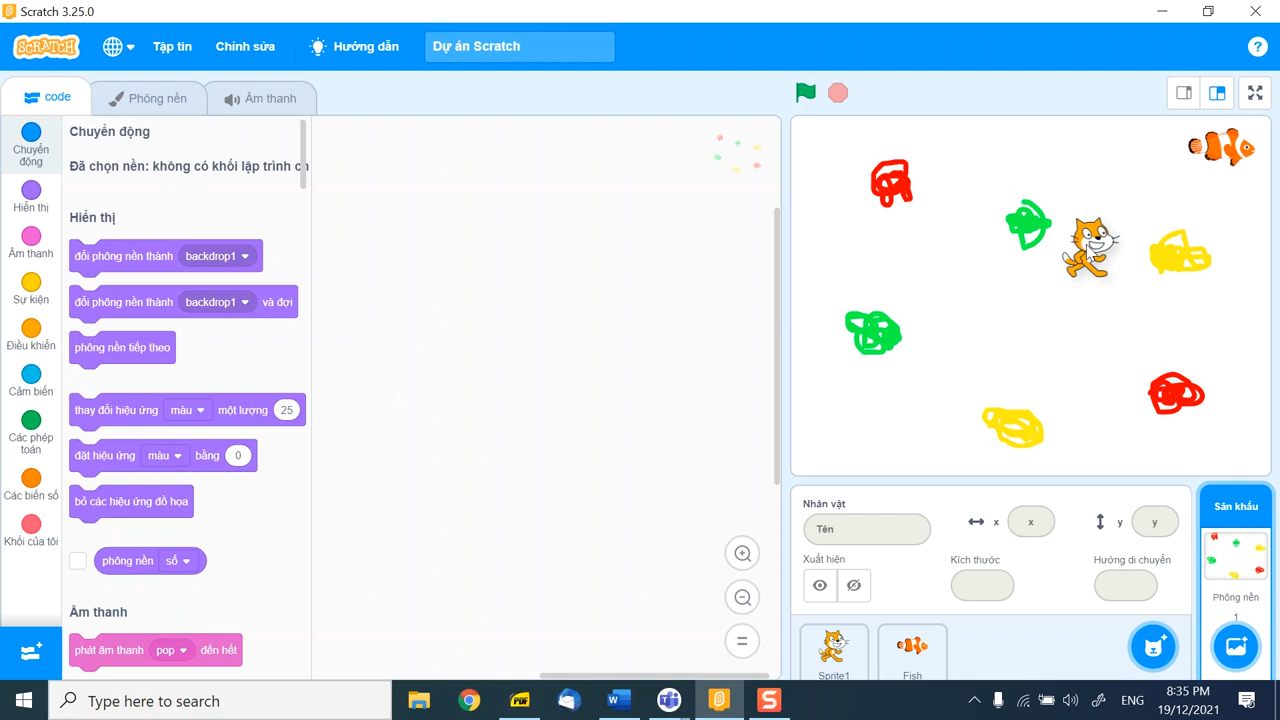 Scratch 3.25.0
SCRATCH
Tập tin
Chỉnh sửa
Hướng dẫn
Dự án Scratch
?
code
Phông nền
Âm thanh
Chuyển động
Hiển thị
Âm thanh
Sự kiện
Điều khiển
Cảm biến
Các phép toán
Các biến số
Khối của tôi
Chuyển động
Đã chọn nền: không có khối lập trình ch
Hiển thị
đổi phông nền thành backdrop1
đổi phông nền thành backdrop1 và đợi
phông nền tiếp theo
thay đổi hiệu ứng màu một lượng 25
đặt hiệu ứng màu bằng 0
bỏ các hiệu ứng đồ họa
phông nền số
Âm thanh
phát âm thanh pop đến hết
Nhân vật
Tên
x x
y y
Xuất hiện
Kích thước
Hướng di chuyển
Sprite1
Fish
Sân khấu
Phông nền
1
Type here to search
PDF
ENG
8:35 PM
19/12/2021